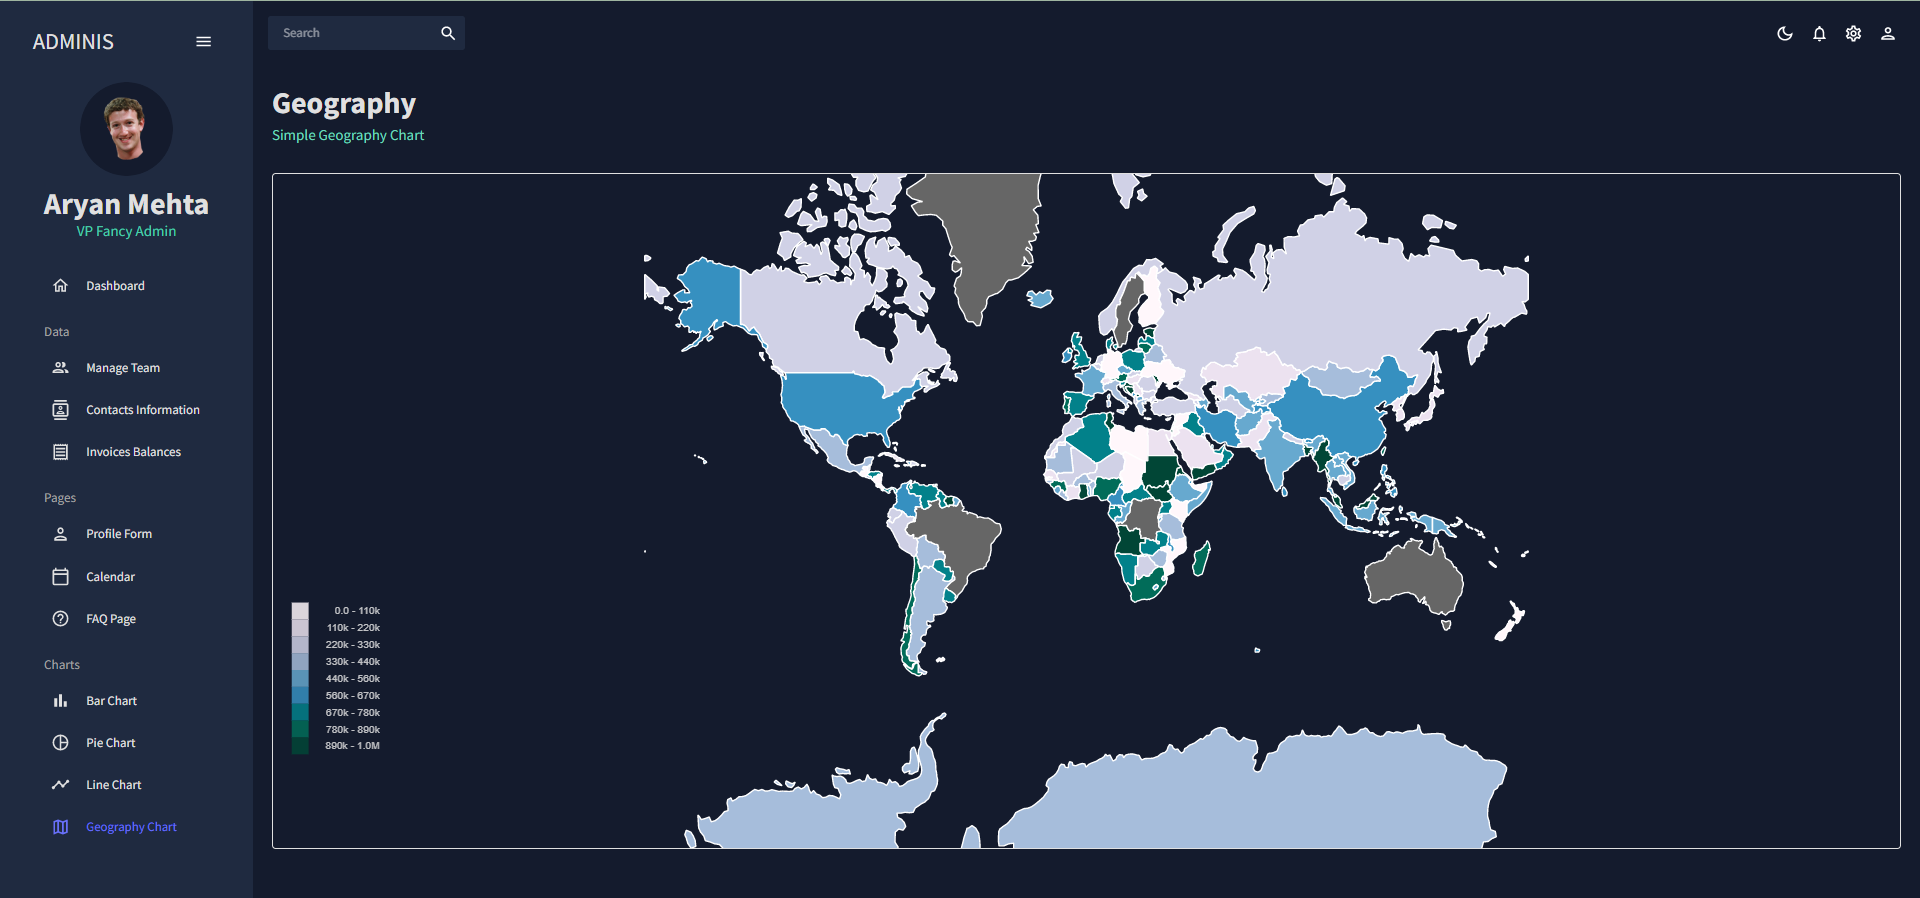 ADMINIS
Search
Aryan Mehta
VP Fancy Admin
Dashboard
Data
Manage Team
Contacts Information
Invoices Balances
Pages
Profile Form
Calendar
FAQ Page
Charts
Bar Chart
Pie Chart
Line Chart
Geography Chart
Geography
Simple Geography Chart
0.0 - 110k
110k - 220k
220k - 330k
330k - 440k
440k - 560k
560k - 670k
670k - 780k
780k - 890k
890k - 1.0M